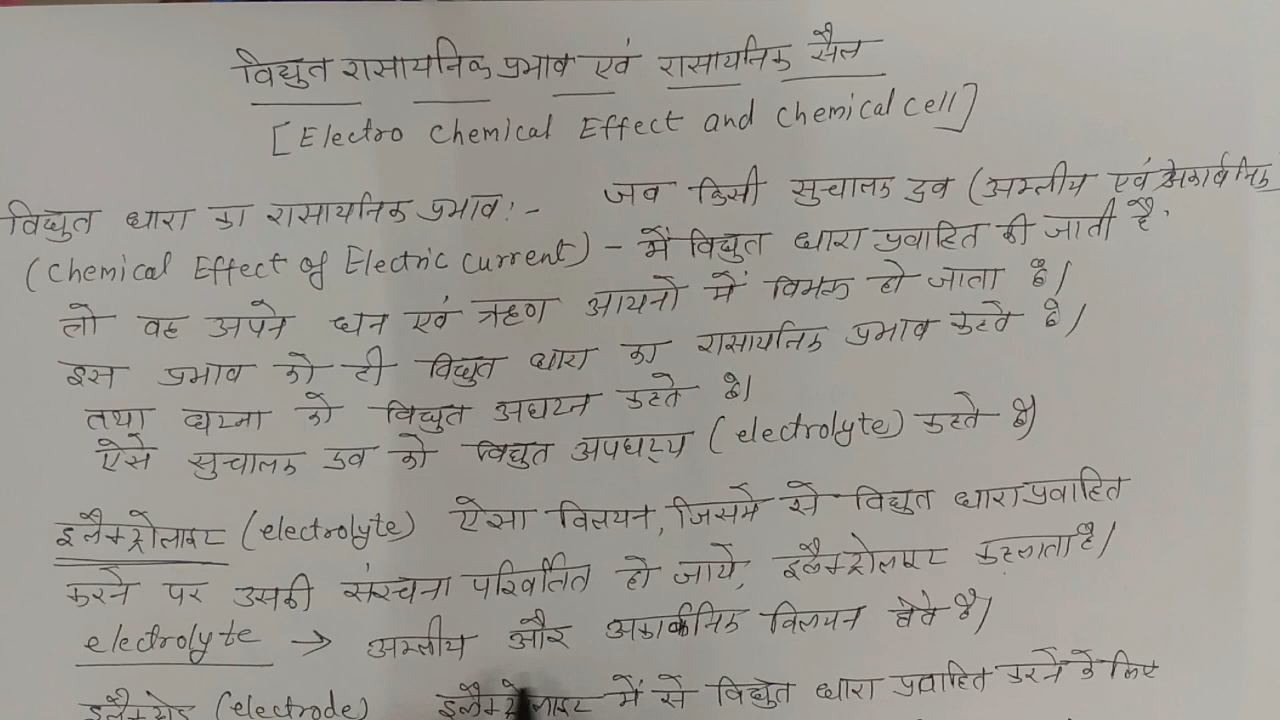 विद्युत रासायनिक प्रभाव एवं रासायनिक सैल
[Electro Chemical Effect and Chemical Cell]
विद्युत धारा का रासायनिक प्रभाव:- जब किसी सुचालक द्रव (अम्लीय एवं अकार्बनिक
(Chemical Effect of Electric Current) - में विद्युत धारा प्रवाहित की जाती है,
तो वह अपने धन एवं ऋण आयनों में विभक्त हो जाता है।
इस प्रभाव को ही विद्युत धारा का रासायनिक प्रभाव कहते है।
तथा घटना को विद्युत अघटन कहते है।
ऐसे सुचालक द्रव को विद्युत अपघट्य (electrolyte) कहते है।
इलैक्ट्रोलाइट (electrolyte) ऐसा विलयन, जिसमे से विद्युत धारा प्रवाहित
करने पर उसकी संरचना परिवर्तित हो जाये, इलैक्ट्रोलाइट कहलाता है।
electrolyte → अम्लीय और अकार्बनिक विलयन होते है।
इलैक्ट्रोड (electrode) इलैक्ट्रोलाइट में से विद्युत धारा प्रवाहित करने के लिए